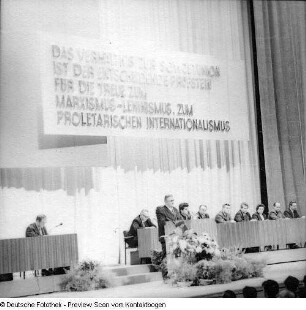 DAS VERHÄLTNIS ZUR SOWJETUNION
IST DER ENTSCHEIDENDE PRÜFSTEIN
FÜR DIE TREUE ZUM
MARXISMUS-LENINISMUS, ZUM
PROLETARISCHEN INTERNATIONALISMUS
© Deutsche Fotothek - Preview Scan vom Kontaktbogen